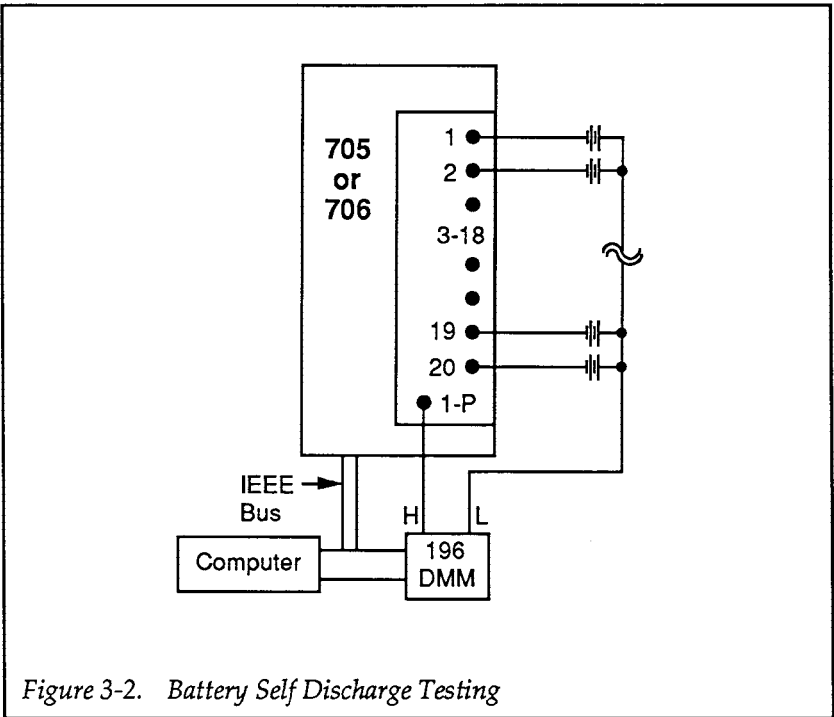 705
or
706
1
2
3-18
19
20
1-P
IEEE
Bus
H
L
Computer
196
DMM
Figure 3-2. Battery Self Discharge Testing